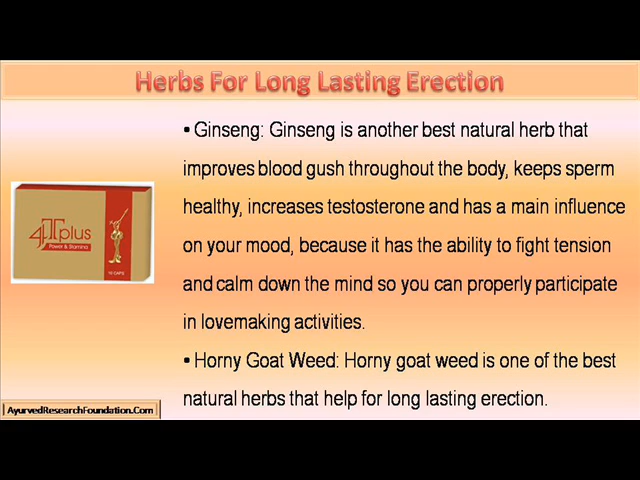 Herbs For Long Lasting Erection
• Ginseng: Ginseng is another best natural herb that
improves blood gush throughout the body, keeps sperm
healthy, increases testosterone and has a main influence
on your mood, because it has the ability to fight tension
and calm down the mind so you can properly participate
in lovemaking activities.
• Horny Goat Weed: Horny goat weed is one of the best
natural herbs that help for long lasting erection.
4T plus
Power & Stamina
10 CAPS
AyurvedResearchFoundation.Com